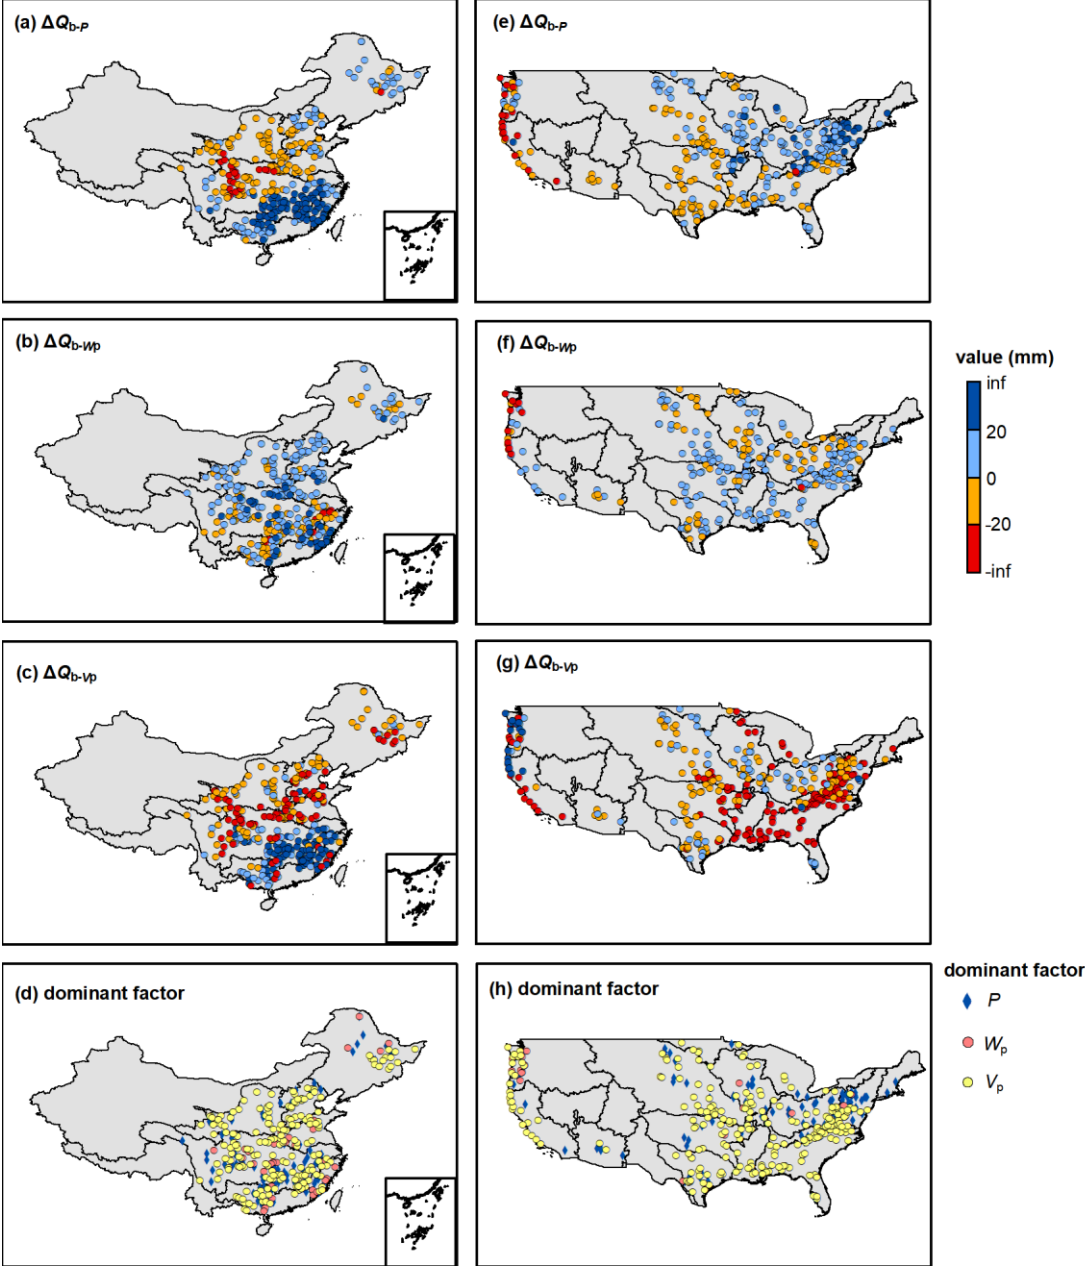 (a) ΔQb-P
(e) ΔQb-P
(b) ΔQb-Wp
(f) ΔQb-Wp
value (mm)
inf
20
0
-20
-inf
(c) ΔQb-Vp
(g) ΔQb-Vp
(d) dominant factor
(h) dominant factor
dominant factor
P
Wp
Vp